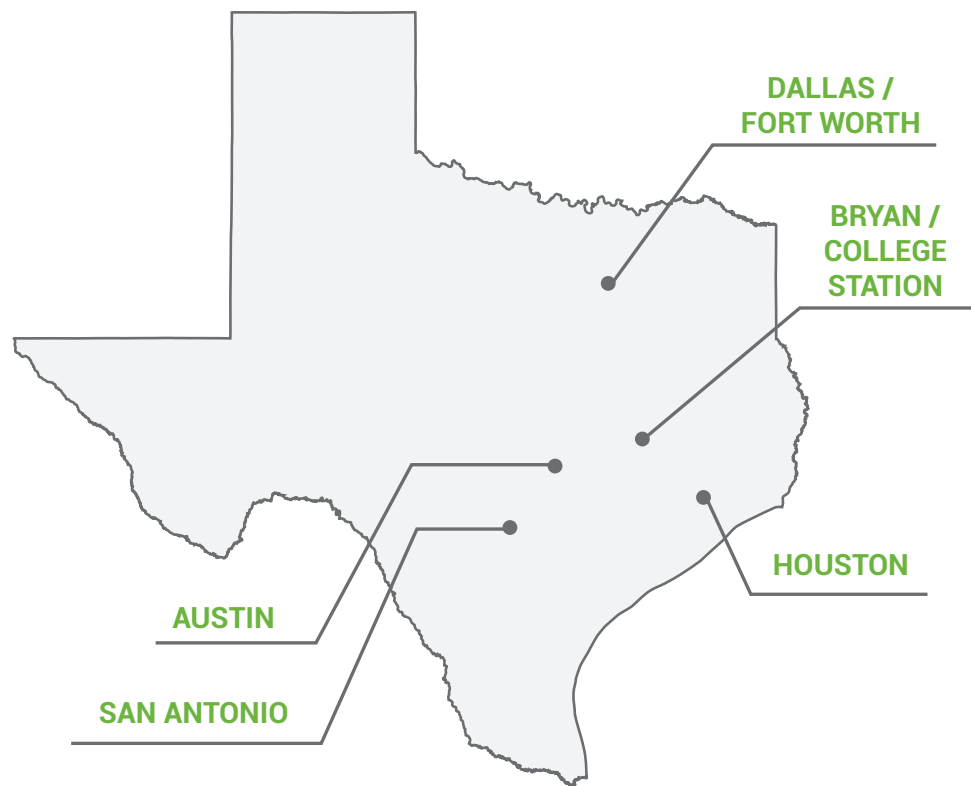 DALLAS /
FORT WORTH
BRYAN /
COLLEGE
STATION
HOUSTON
AUSTIN
SAN ANTONIO